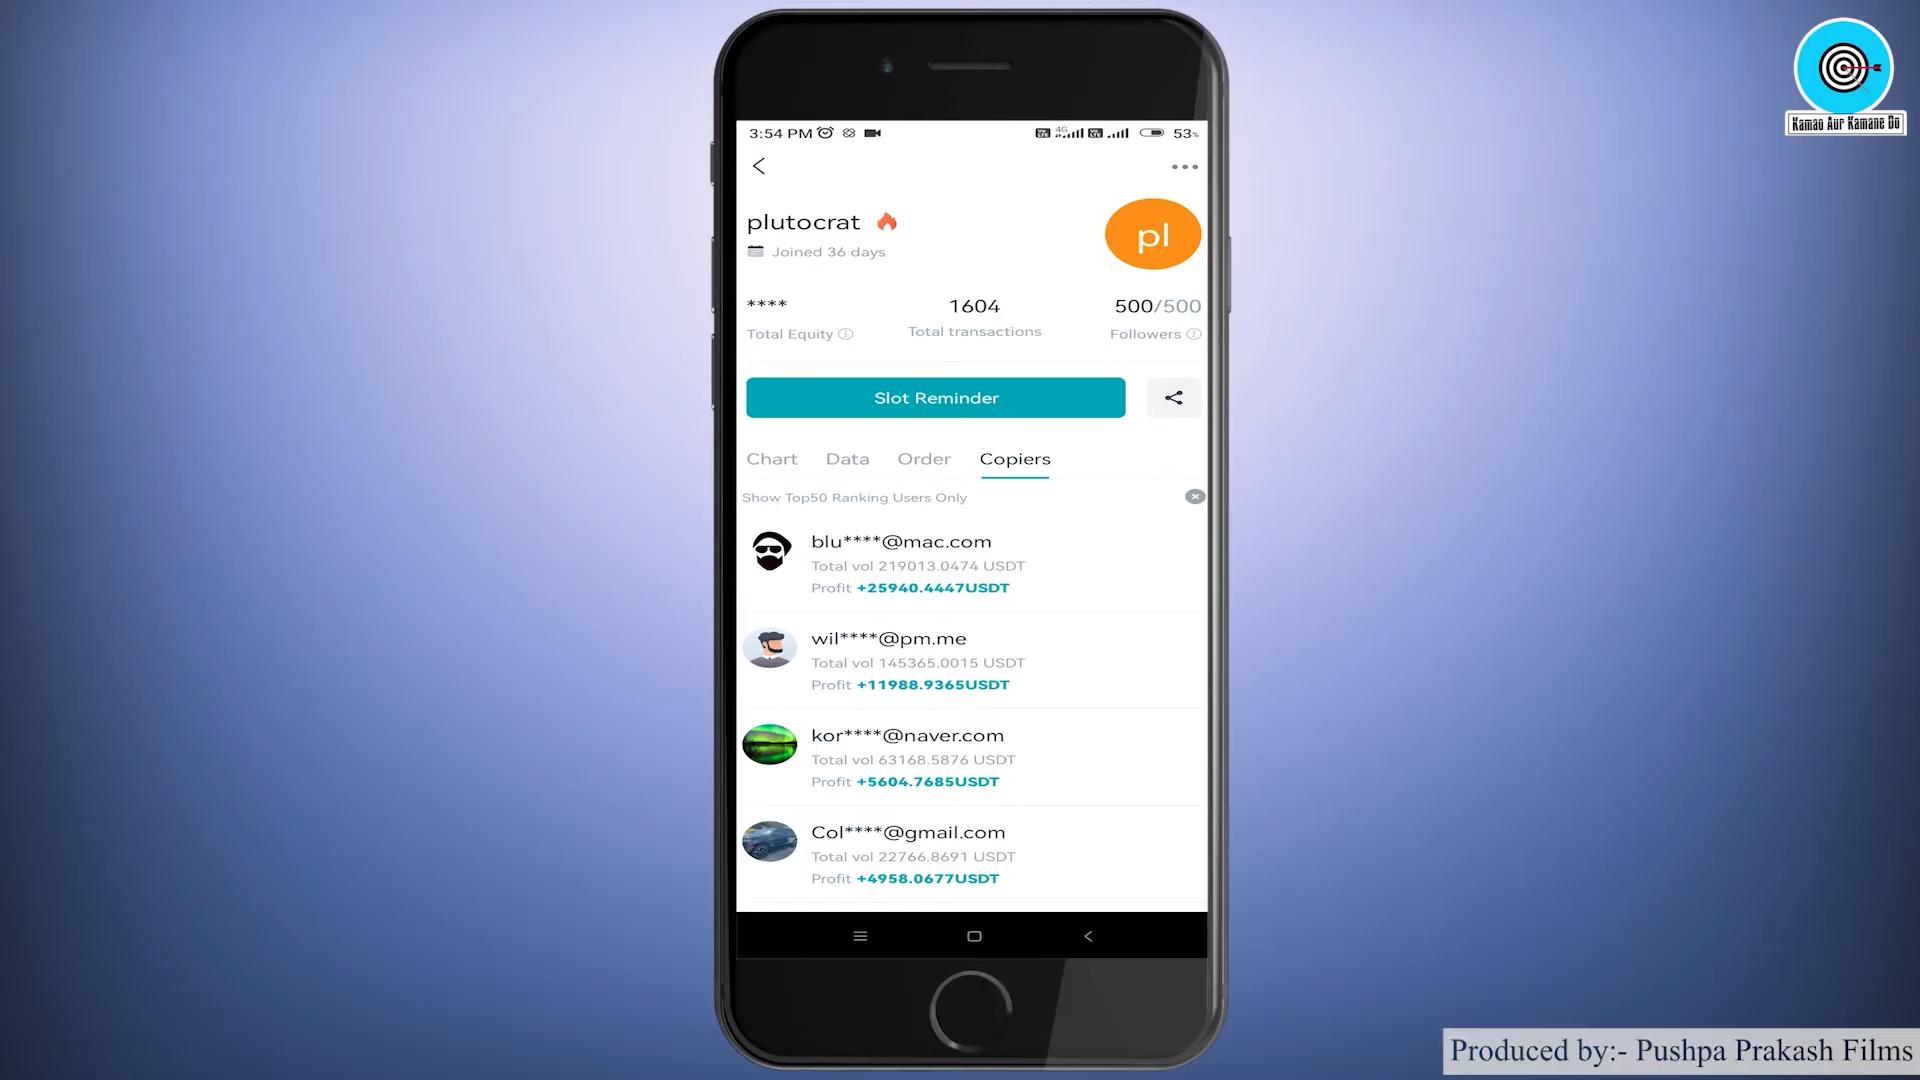 Kamao Aur Kamane Do
3:54 PM 4G 53%
plutocrat
Joined 36 days
pl
**** 1604 500/500
Total Equity Total transactions Followers
Slot Reminder
Chart Data Order Copiers
Show Top50 Ranking Users Only
blu****@mac.com
Total vol 219013.0474 USDT
Profit +25940.4447USDT
wil****@pm.me
Total vol 145365.0015 USDT
Profit +11988.9365USDT
kor****@naver.com
Total vol 63168.5876 USDT
Profit +5604.7685USDT
Col****@gmail.com
Total vol 22766.8691 USDT
Profit +4958.0677USDT
Produced by:- Pushpa Prakash Films